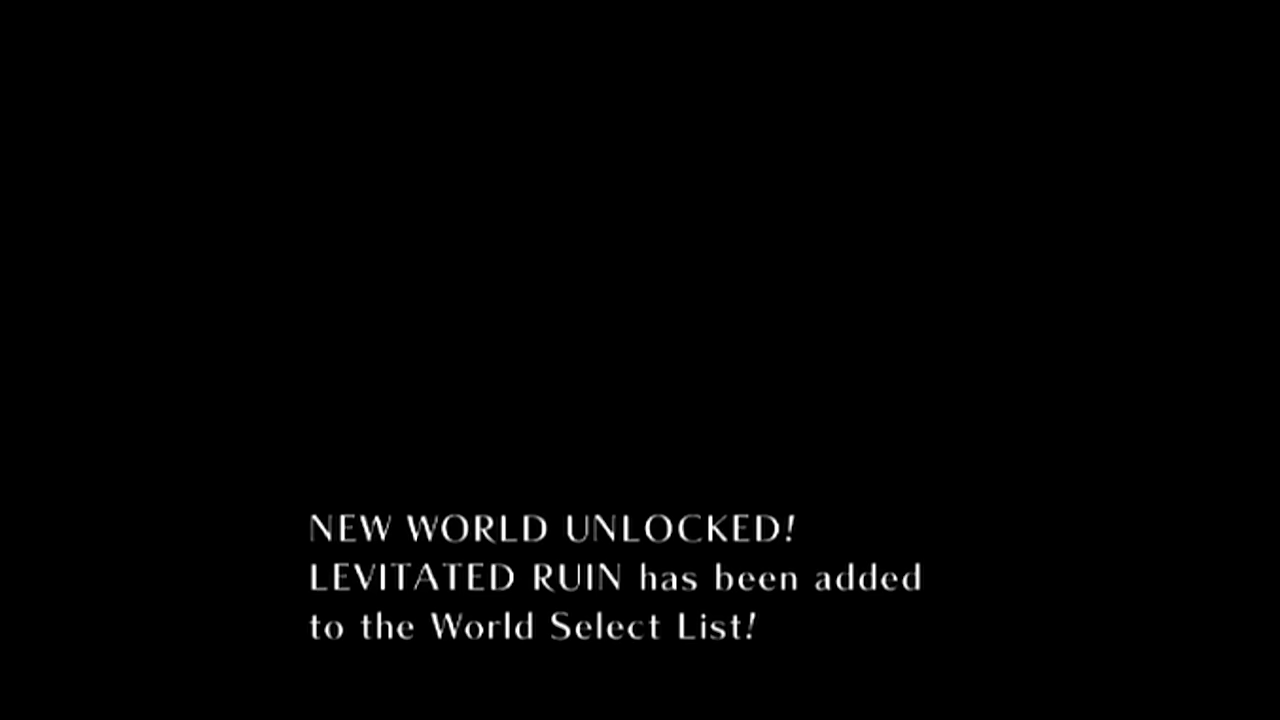 NEW WORLD UNLOCKED!
LEVITATED RUIN has been added
to the World Select List!